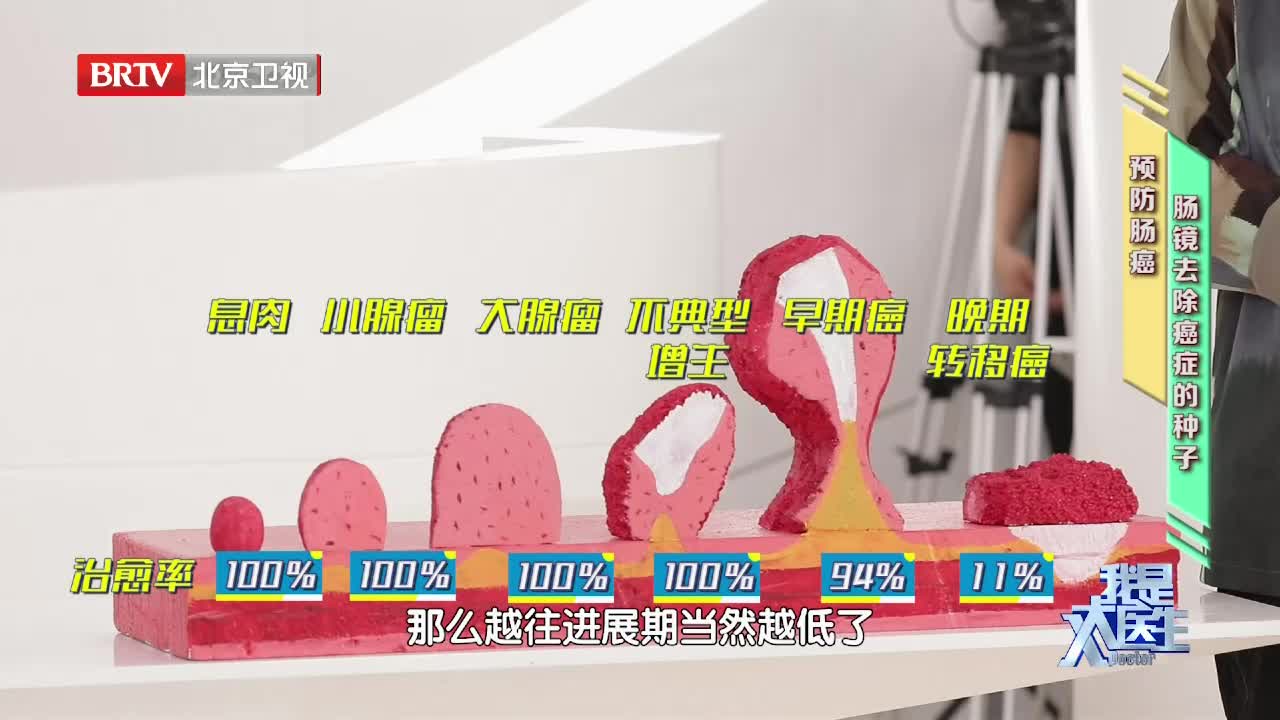 BRTV 北京卫视
预防肠癌
肠镜去除癌症的种子
息肉 小腺瘤 大腺瘤 不典型增生 早期癌 晚期转移癌
治愈率 100% 100% 100% 100% 94% 11%
那么越往进展期当然越低了
我是
大医生
Doctor